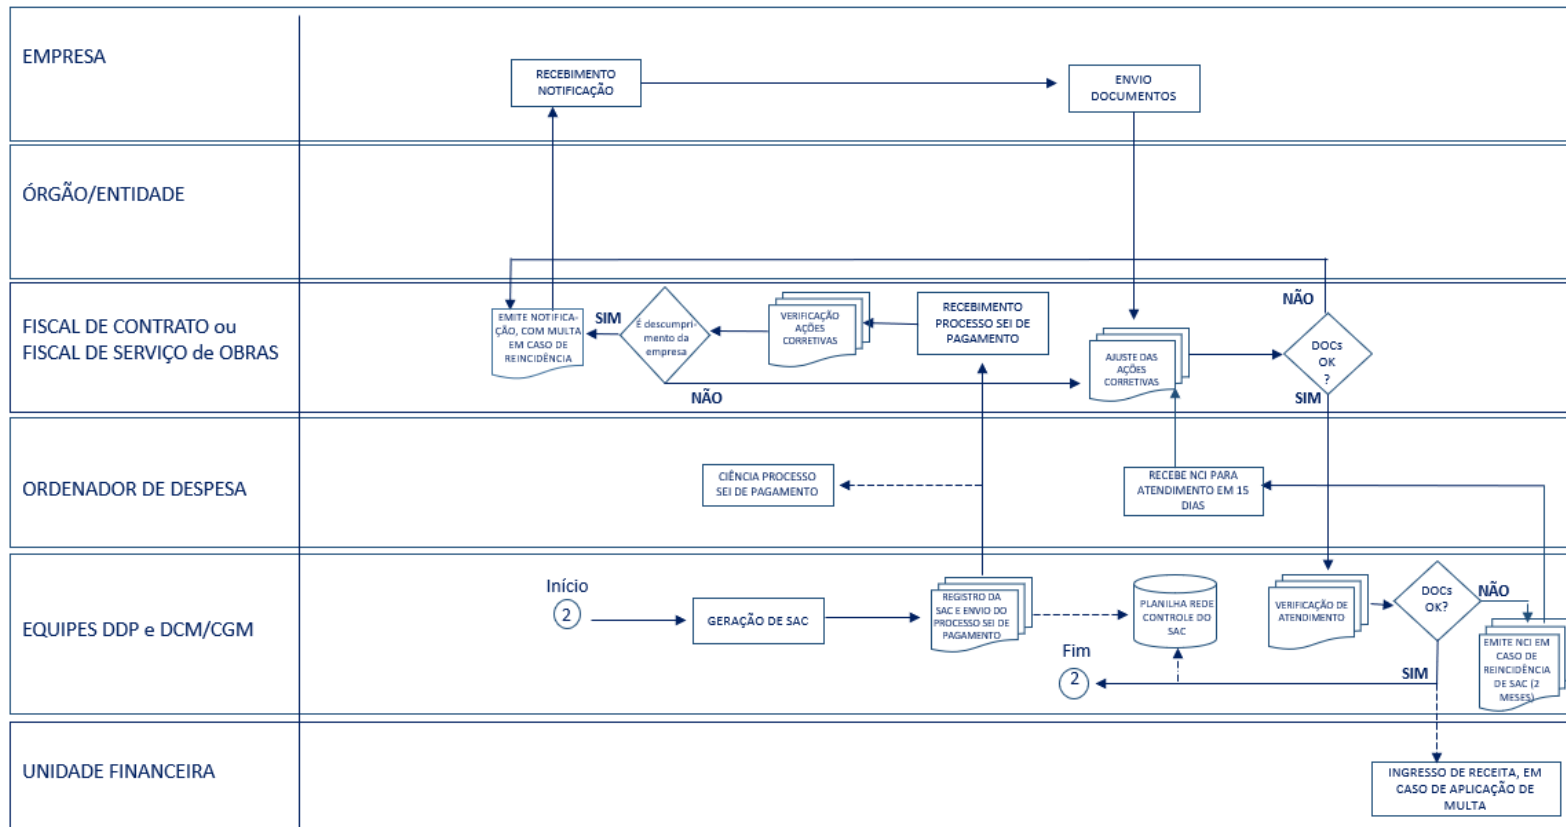 EMPRESA
RECEBIMENTO
NOTIFICAÇÃO
ENVIO
DOCUMENTOS
ÓRGÃO/ENTIDADE
FISCAL DE CONTRATO ou
FISCAL DE SERVIÇO de OBRAS
EMITE NOTIFICA-
ÇÃO, COM MULTA
EM CASO DE
REINCIDÊNCIA
SIM
É descumpri-
mento da
empresa
NÃO
VERIFICAÇÃO
AÇÕES
CORRETIVAS
RECEBIMENTO
PROCESSO SEI DE
PAGAMENTO
AJUSTE DAS
AÇÕES
CORRETIVAS
NÃO
DOCs
OK
?
SIM
ORDENADOR DE DESPESA
CIÊNCIA PROCESSO
SEI DE PAGAMENTO
RECEBE NCI PARA
ATENDIMENTO EM 15
DIAS
EQUIPES DDP e DCM/CGM
Início
2
GERAÇÃO DE SAC
REGISTRO DA
SAC E ENVIO DO
PROCESSO SEI DE
PAGAMENTO
PLANILHA REDE
CONTROLE DO
SAC
Fim
2
VERIFICAÇÃO DE
ATENDIMENTO
DOCs
OK?
NÃO
SIM
EMITE NCI EM
CASO DE
REINCIDÊNCIA
DE SAC (2
MESES)
UNIDADE FINANCEIRA
INGRESSO DE RECEITA, EM
CASO DE APLICAÇÃO DE
MULTA